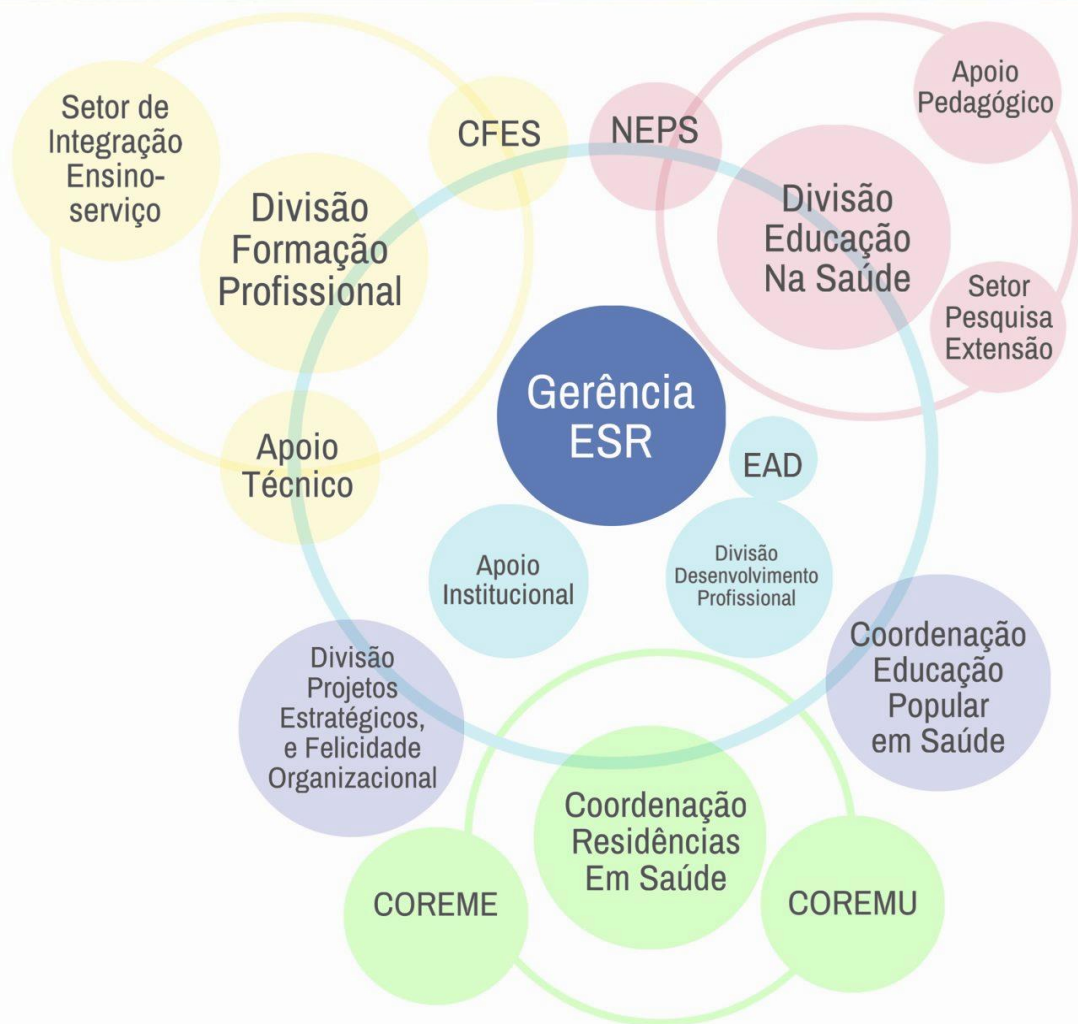 Setor de
Integração
Ensino-
serviço
Divisão
Formação
Profissional
CFES
NEPS
Apoio
Pedagógico
Divisão
Educação
Na Saúde
Setor
Pesquisa
Extensão
Gerência
ESR
Apoio
Técnico
EAD
Apoio
Institucional
Divisão
Desenvolvimento
Profissional
Divisão
Projetos
Estratégicos,
e Felicidade
Organizacional
Coordenação
Educação
Popular
em Saúde
Coordenação
Residências
Em Saúde
COREME
COREMU